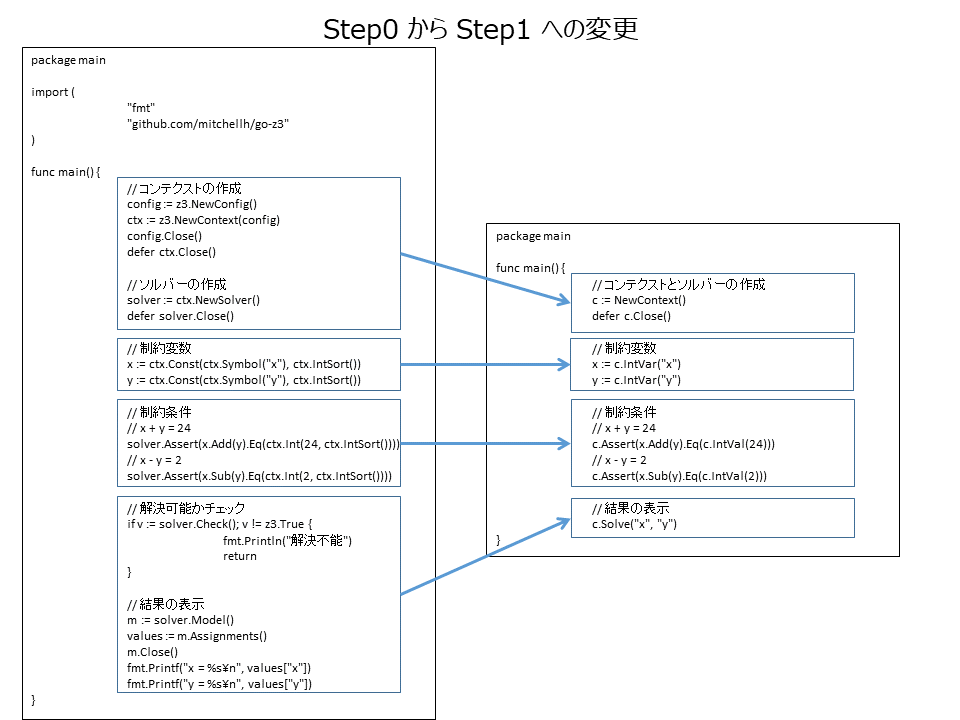 Step0 から Step1 への変更
package main
import (
"fmt"
"github.com/mitchellh/go-z3"
)
func main() {
// コンテクストの作成
config := z3.NewConfig()
ctx := z3.NewContext(config)
config.Close()
defer ctx.Close()
// ソルバーの作成
solver := ctx.NewSolver()
defer solver.Close()
// 制約変数
x := ctx.Const(ctx.Symbol("x"), ctx.IntSort())
y := ctx.Const(ctx.Symbol("y"), ctx.IntSort())
// 制約条件
// x + y = 24
solver.Assert(x.Add(y).Eq(ctx.Int(24, ctx.IntSort())))
// x - y = 2
solver.Assert(x.Sub(y).Eq(ctx.Int(2, ctx.IntSort())))
// 解決可能かチェック
if v := solver.Check(); v != z3.True {
fmt.Println("解決不能")
return
}
// 結果の表示
m := solver.Model()
values := m.Assignments()
m.Close()
fmt.Printf("x = %s¥n", values["x"])
fmt.Printf("y = %s¥n", values["y"])
}
package main
func main() {
// コンテクストとソルバーの作成
c := NewContext()
defer c.Close()
// 制約変数
x := c.IntVar("x")
y := c.IntVar("y")
// 制約条件
// x + y = 24
c.Assert(x.Add(y).Eq(c.IntVal(24)))
// x - y = 2
c.Assert(x.Sub(y).Eq(c.IntVal(2)))
// 結果の表示
c.Solve("x", "y")
}